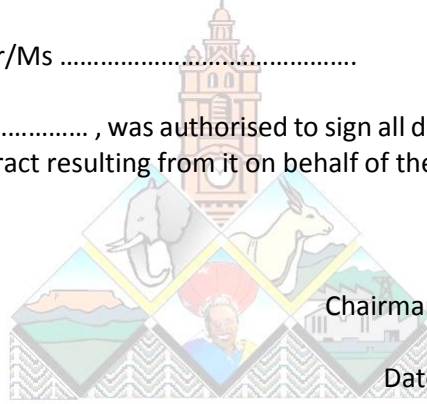 r/Ms ………………………………………….
…………… , was authorised to sign all d
ract resulting from it on behalf of the
Chairma
Dat